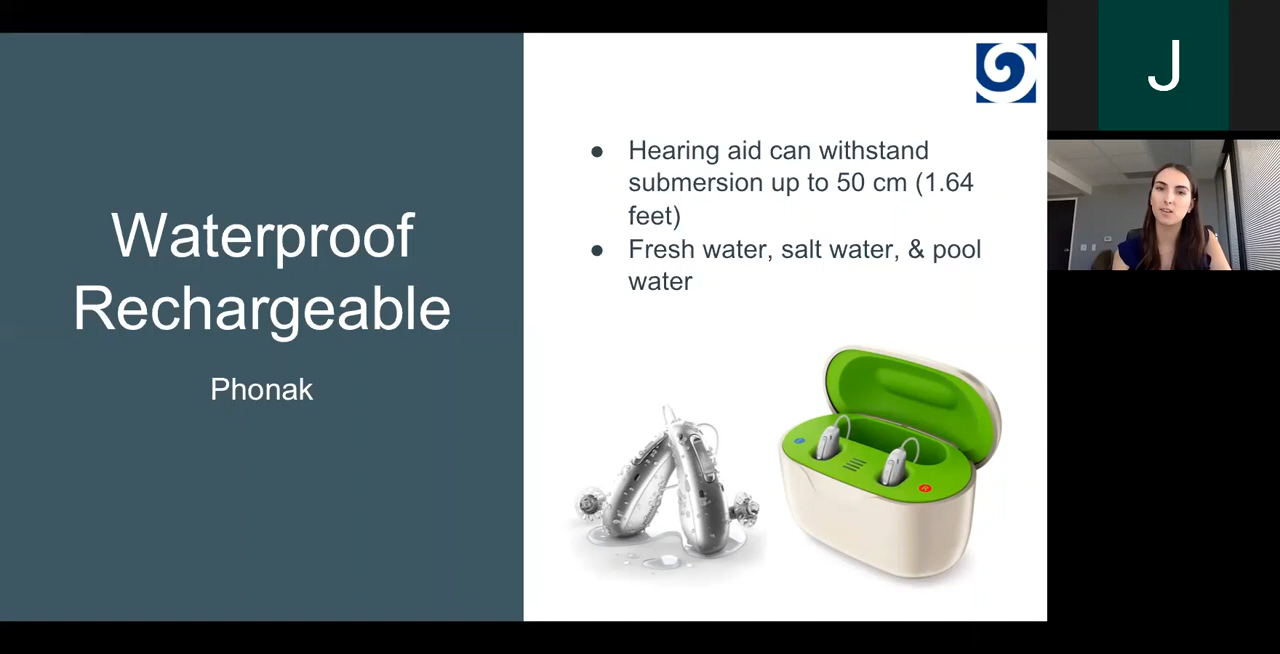 Waterproof
Rechargeable
Phonak
● Hearing aid can withstand
submersion up to 50 cm (1.64
feet)
● Fresh water, salt water, & pool
water
J